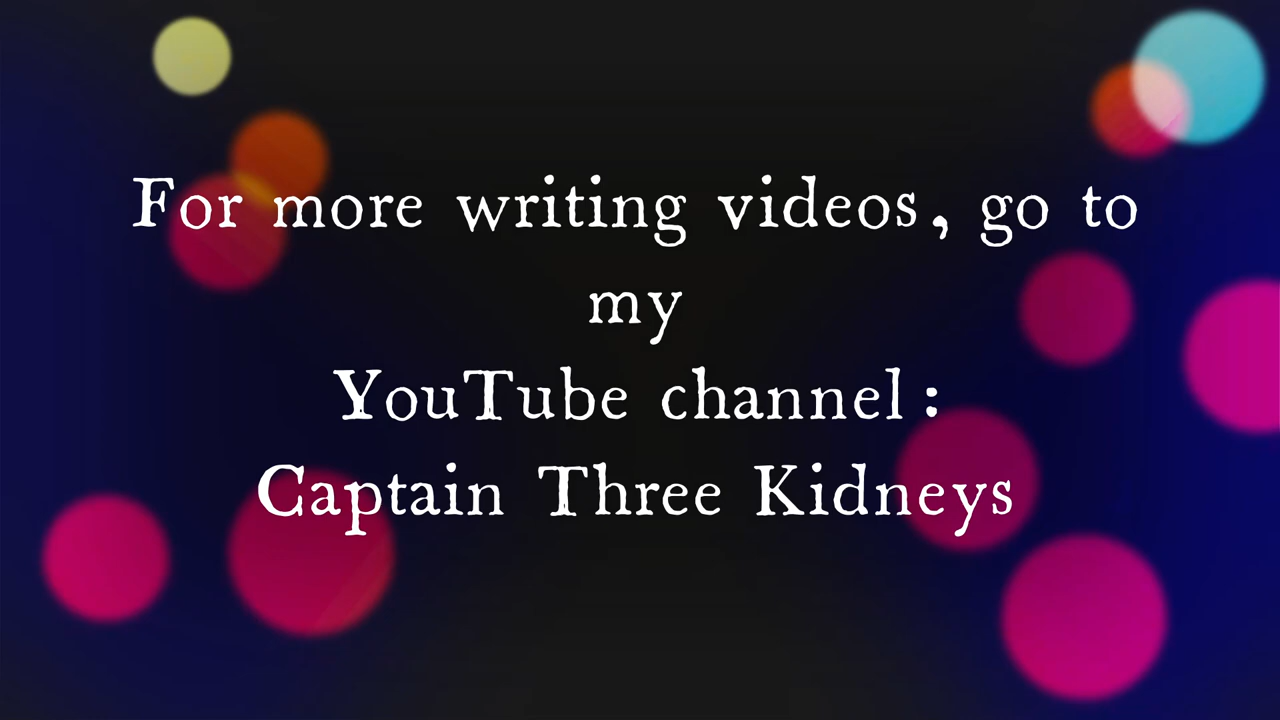 For more writing videos, go to
my
YouTube channel:
Captain Three Kidneys